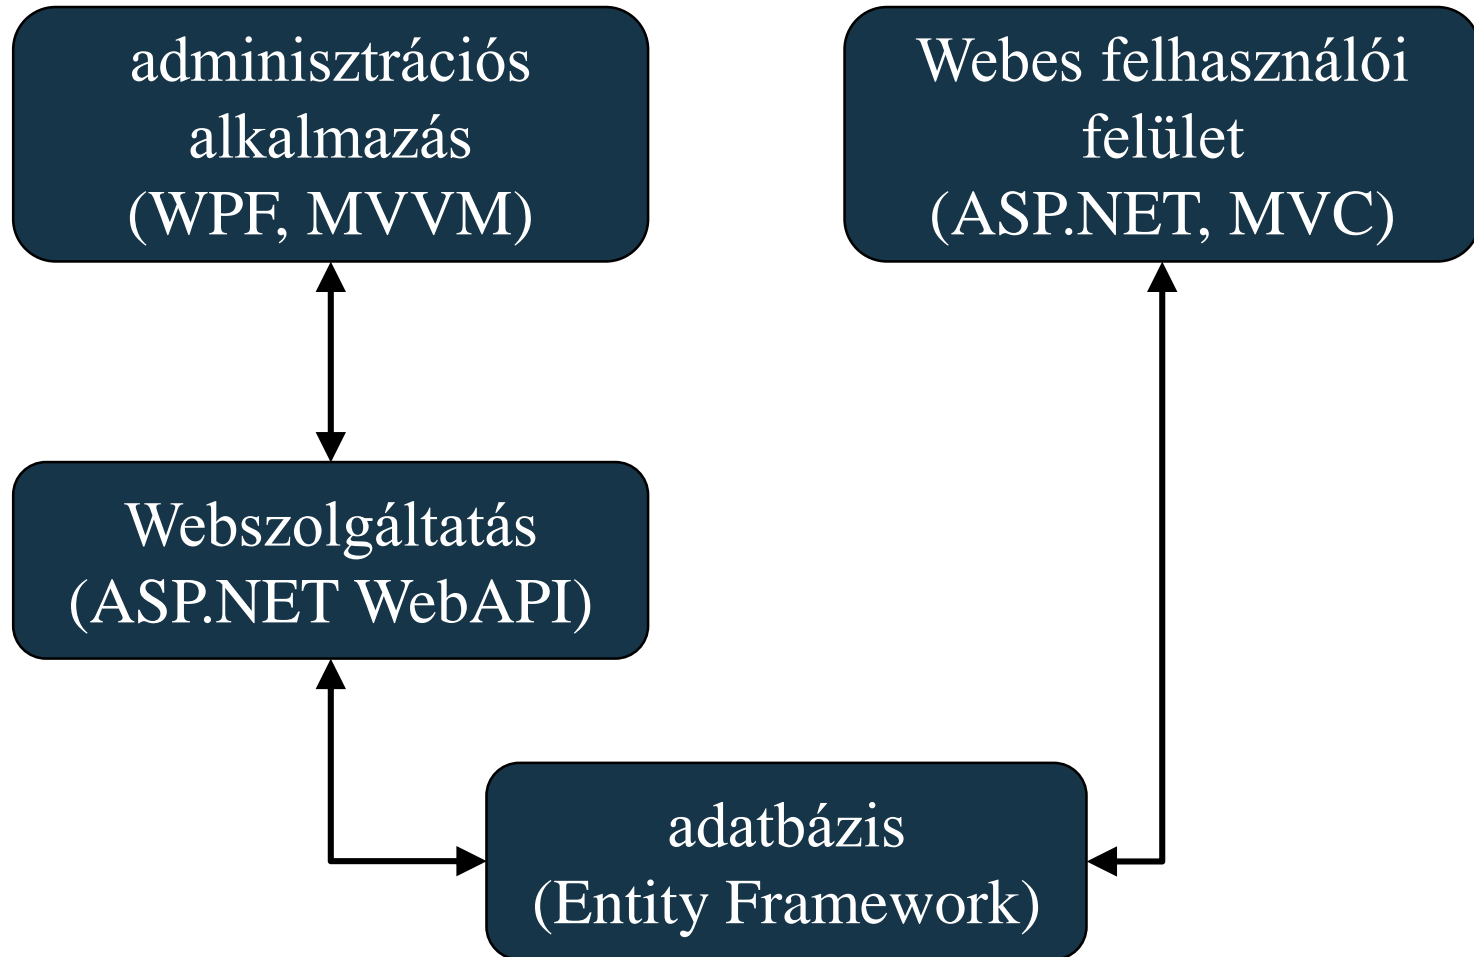 adminisztrációs
alkalmazás
(WPF, MVVM)
Webes felhasználói
felület
(ASP.NET, MVC)
Webszolgáltatás
(ASP.NET WebAPI)
adatbázis
(Entity Framework)